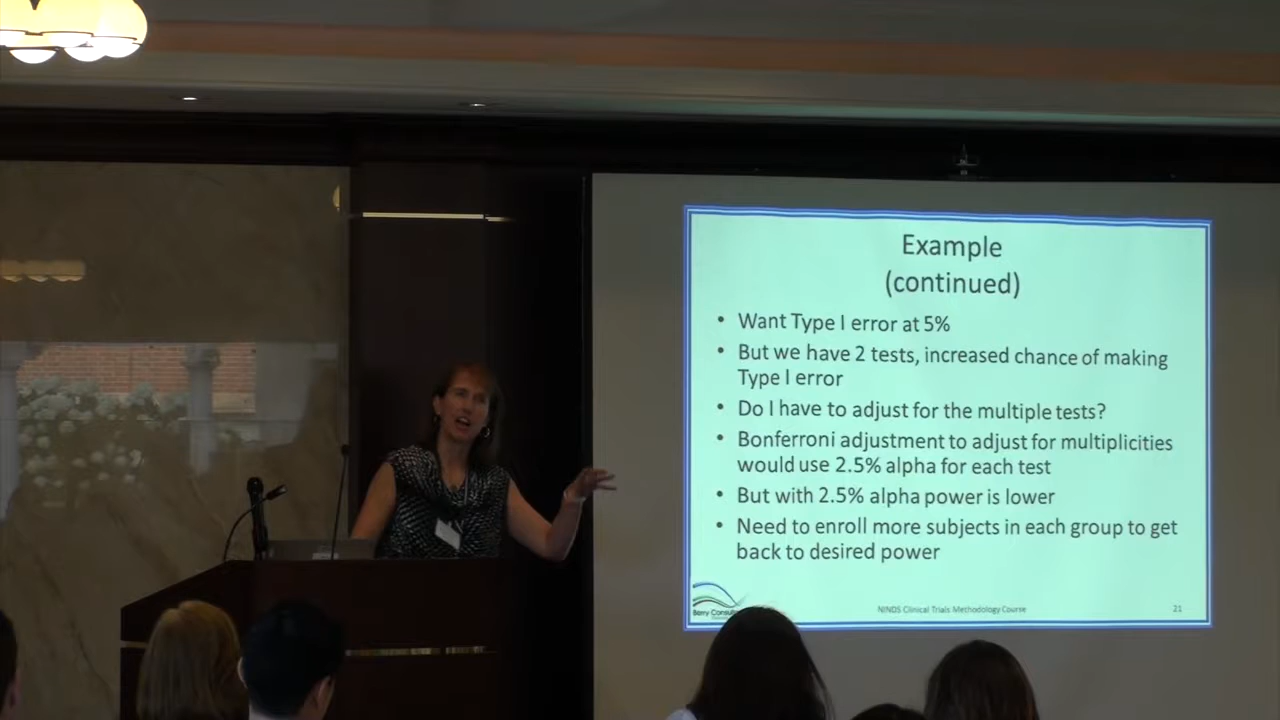 Example
(continued)
• Want Type I error at 5%
• But we have 2 tests, increased chance of making
Type I error
• Do I have to adjust for the multiple tests?
• Bonferroni adjustment to adjust for multiplicities
would use 2.5% alpha for each test
• But with 2.5% alpha power is lower
• Need to enroll more subjects in each group to get
back to desired power
Berry
NINDS Clinical Trials Methodology Course
21